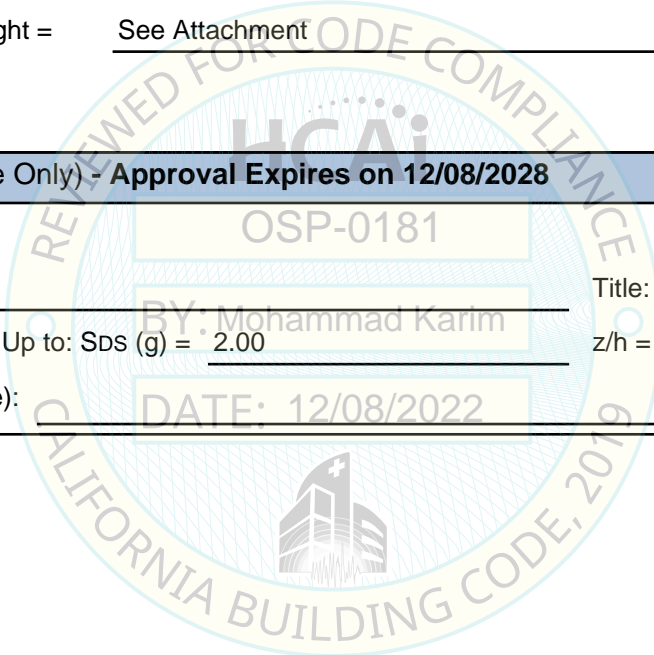 ght = See Attachment
REVIEWED FOR CODE COMPLIANCE
HCAi
e Only) - Approval Expires on 12/08/2028
OSP-0181
Title:
BY: Mohammad Karim
Up to: SDS (g) = 2.00 z/h =
e):
DATE: 12/08/2022
CALIFORNIA BUILDING CODE, 2019